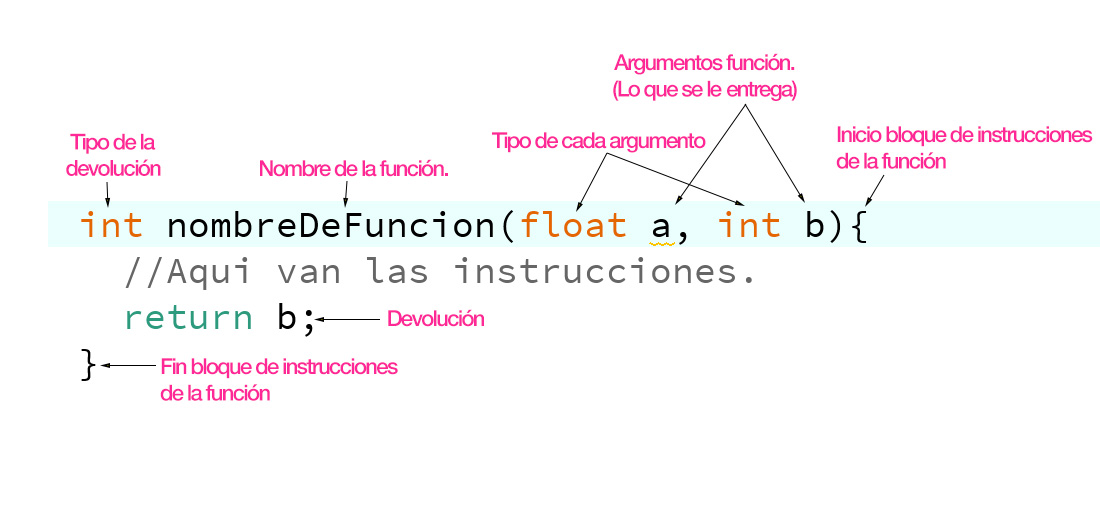 Argumentos función.
(Lo que se le entrega)
Tipo de la
devolución
Nombre de la función.
Tipo de cada argumento
Inicio bloque de instrucciones
de la función
int nombreDeFuncion(float a, int b){
//Aqui van las instrucciones.
return b;
Devolución
}
Fin bloque de instrucciones
de la función